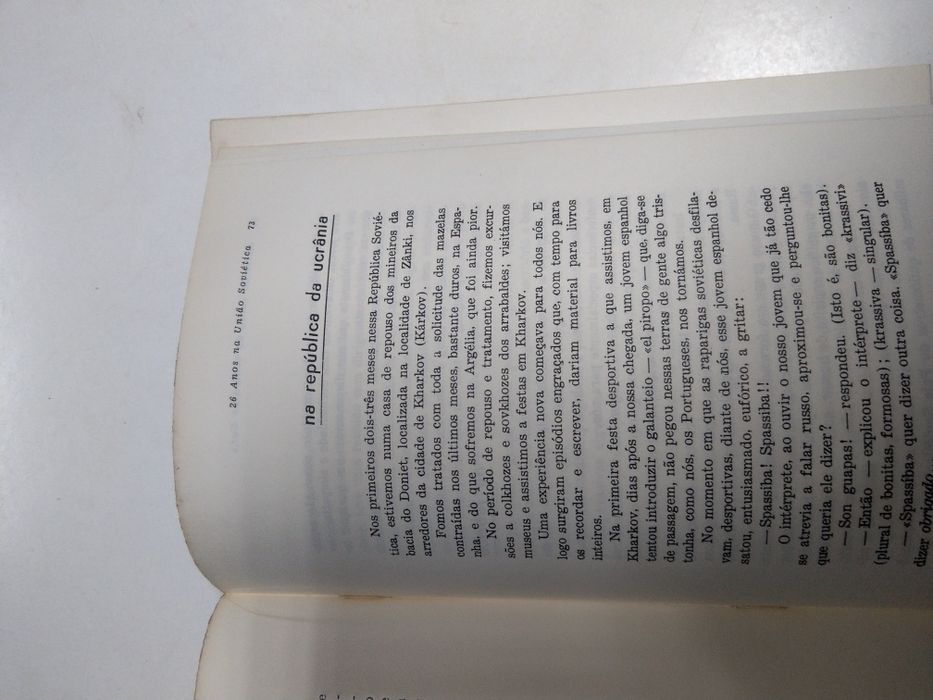 26 Anos na União Soviética 73
na república da ucrânia
Nos primeiros dois-três meses nessa República Sovié-
tica, estivemos numa casa de repouso dos mineiros da
bacia do Doniet, localizada na localidade de Zânki, nos
arredores da cidade de Kharkov (Kárkov).
Fomos tratados com toda a solicitude das mazelas
contraídas nos últimos meses, bastante duros, na Espa-
nha, e do que sofremos na Argélia, que foi ainda pior.
No período de repouso e tratamento, fizemos excur-
sões a colkhozes e sovkhozes dos arrabaldes; visitámos
museus e assistimos a festas em Kharkov.
Uma experiência nova começava para todos nós. E
logo surgiram episódios engraçados que, com tempo para
os recordar e escrever, dariam material para livros
inteiros.
Na primeira festa desportiva a que assistimos, em
Kharkov, dias após a nossa chegada, um jovem espanhol
tentou introduzir o galanteio — «el piropo» — que, diga-se
de passagem, não pegou nessas terras de gente algo tris-
tonha, como nós, os Portugueses, nos tornámos.
No momento em que as raparigas soviéticas desfila-
vam, desportivas, diante de nós, esse jovem espanhol de-
satou, entusiasmado, eufórico, a gritar:
— Spassiba! Spassiba!!
O intérprete, ao ouvir o nosso jovem que já tão cedo
se atrevia a falar russo, aproximou-se e perguntou-lhe
que queria ele dizer?
— Son guapas! — respondeu. (Isto é, são bonitas).
— Então — explicou o intérprete — diz «krassivi»
(plural de bonitas, formosas) ; (krassiva — singular).
— «Spassíba» quer dizer outra coisa. «Spassíba» quer
dizer obrigado